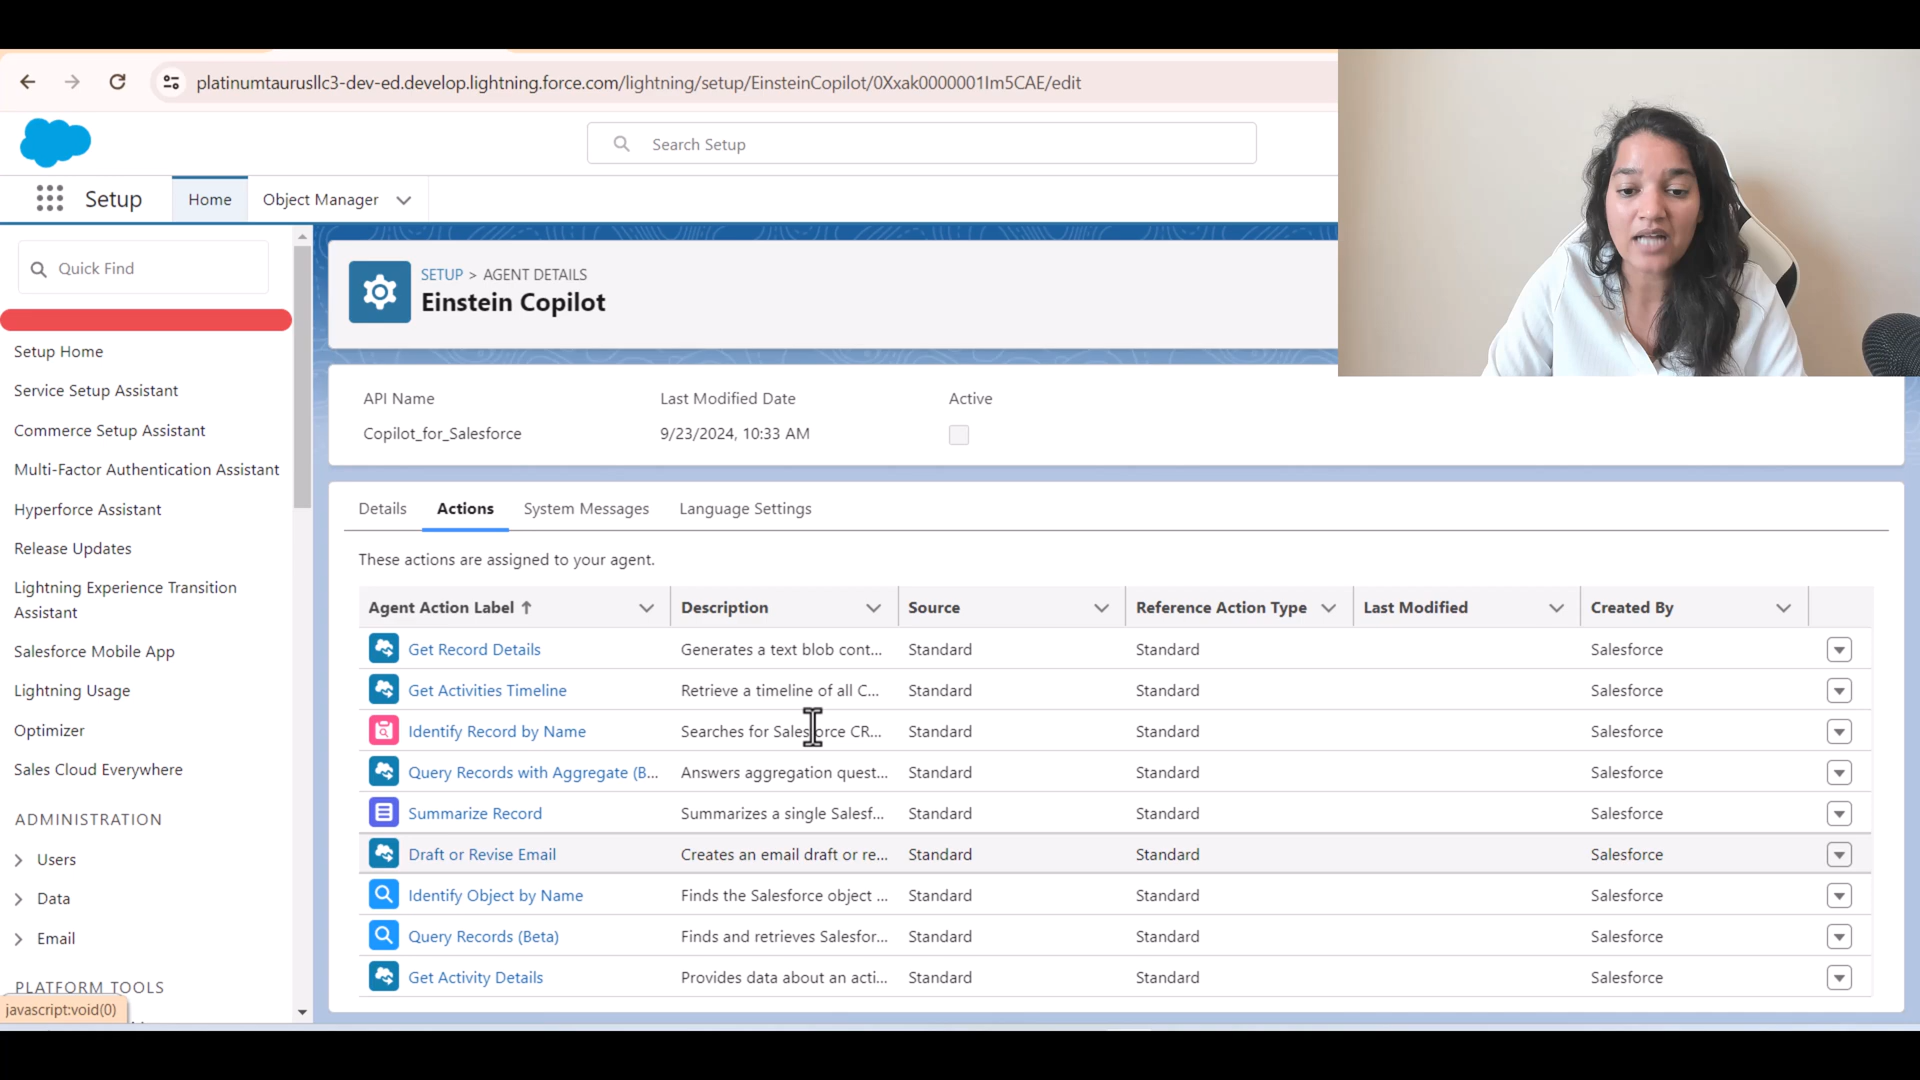 platinumtaurusllc3-dev-ed.develop.lightning.force.com/lightning/setup/EinsteinCopilot/0Xxak0000001Im5CAE/edit
Search Setup
Setup
Home
Object Manager
Quick Find
Setup Home
Service Setup Assistant
Commerce Setup Assistant
Multi-Factor Authentication Assistant
Hyperforce Assistant
Release Updates
Lightning Experience Transition
Assistant
Salesforce Mobile App
Lightning Usage
Optimizer
Sales Cloud Everywhere
ADMINISTRATION
Users
Data
Email
PLATFORM TOOLS
javascript:void(0)
SETUP > AGENT DETAILS
Einstein Copilot
API Name Last Modified Date Active
Copilot_for_Salesforce 9/23/2024, 10:33 AM
Details Actions System Messages Language Settings
These actions are assigned to your agent.
Agent Action Label ↑ Description Source Reference Action Type Last Modified Created By
Get Record Details Generates a text blob cont... Standard Standard Salesforce
Get Activities Timeline Retrieve a timeline of all C... Standard Standard Salesforce
Identify Record by Name Searches for Salesforce CR... Standard Standard Salesforce
Query Records with Aggregate (B... Answers aggregation quest... Standard Standard Salesforce
Summarize Record Summarizes a single Salesf... Standard Standard Salesforce
Draft or Revise Email Creates an email draft or re... Standard Standard Salesforce
Identify Object by Name Finds the Salesforce object ... Standard Standard Salesforce
Query Records (Beta) Finds and retrieves Salesfor... Standard Standard Salesforce
Get Activity Details Provides data about an acti... Standard Standard Salesforce